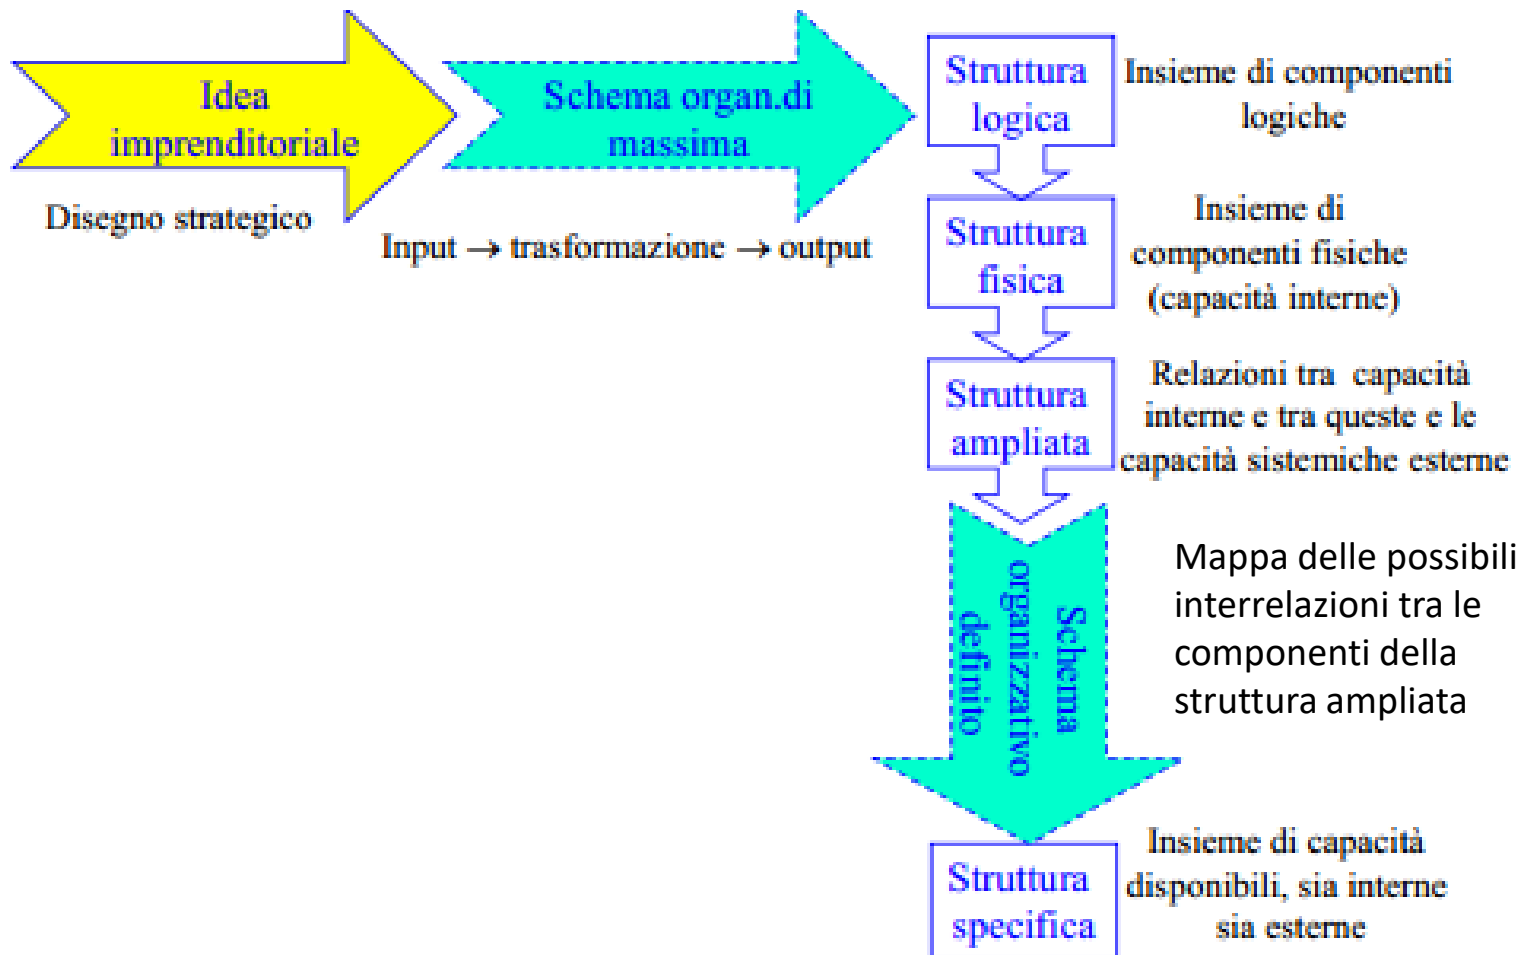 Idea
imprenditoriale
Disegno strategico
Schema organ.di
massima
Input → trasformazione → output
Struttura
logica
Insieme di componenti
logiche
Struttura
fisica
Insieme di
componenti fisiche
(capacità interne)
Struttura
ampliata
Relazioni tra capacità
interne e tra queste e le
capacità sistemiche esterne
Schema
organizzativo
definito
Mappa delle possibili
interrelazioni tra le
componenti della
struttura ampliata
Struttura
specifica
Insieme di capacità
disponibili, sia interne
sia esterne